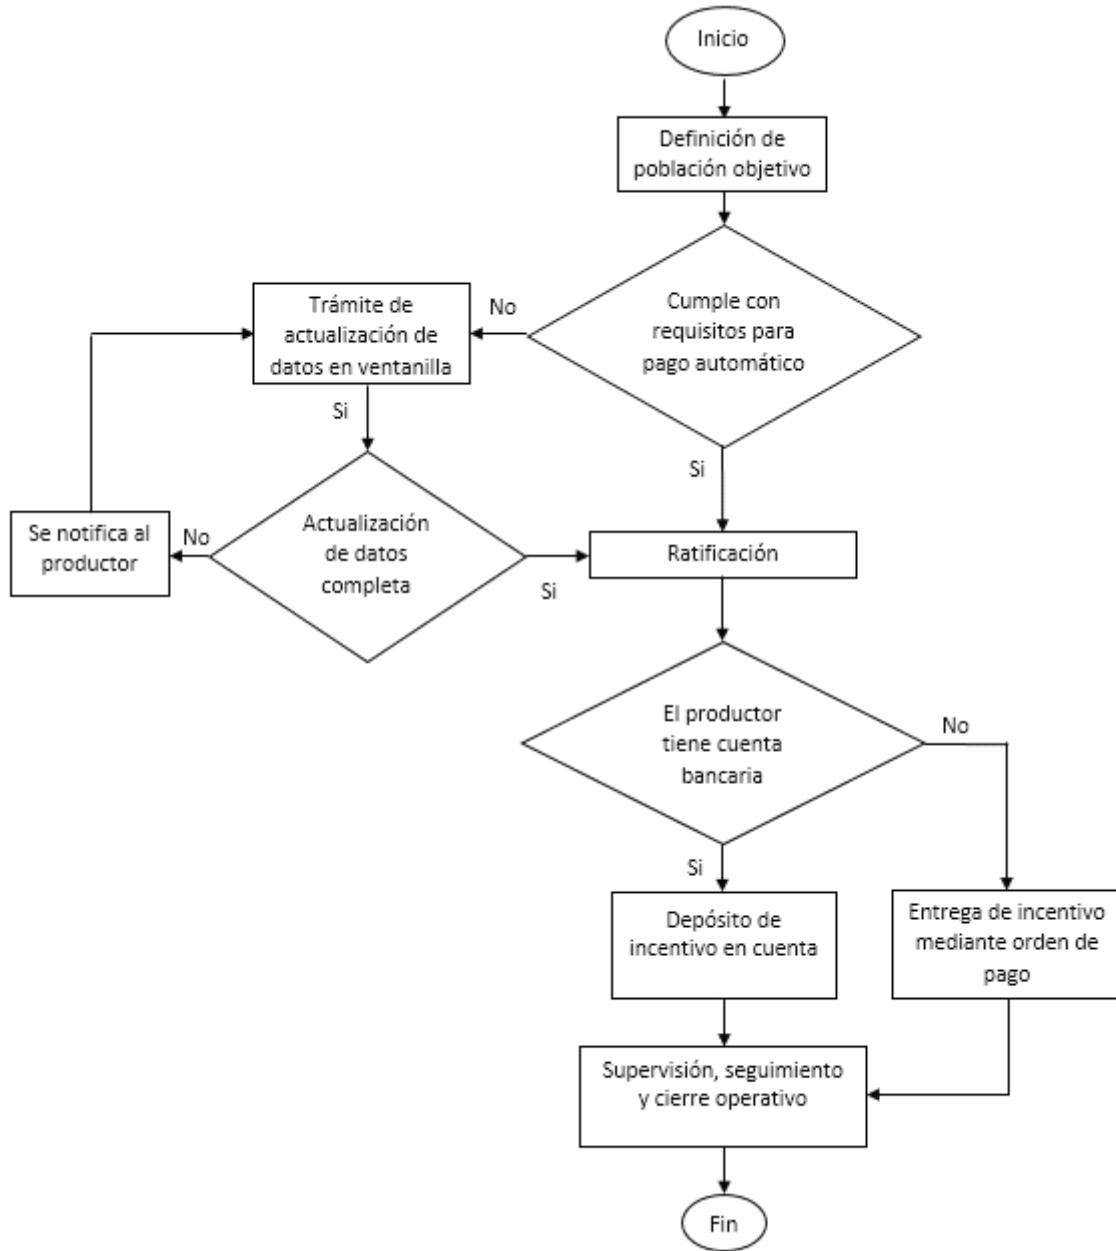 Inicio
Definición de
población objetivo
Cumple con
requisitos para
pago automático
No
Trámite de
actualización de
datos en ventanilla
Si
Si
Actualización
de datos
completa
No
Se notifica al
productor
Si
Ratificación
El productor
tiene cuenta
bancaria
No
Si
Depósito de
incentivo en cuenta
Entrega de incentivo
mediante orden de
pago
Supervisión, seguimiento
y cierre operativo
Fin